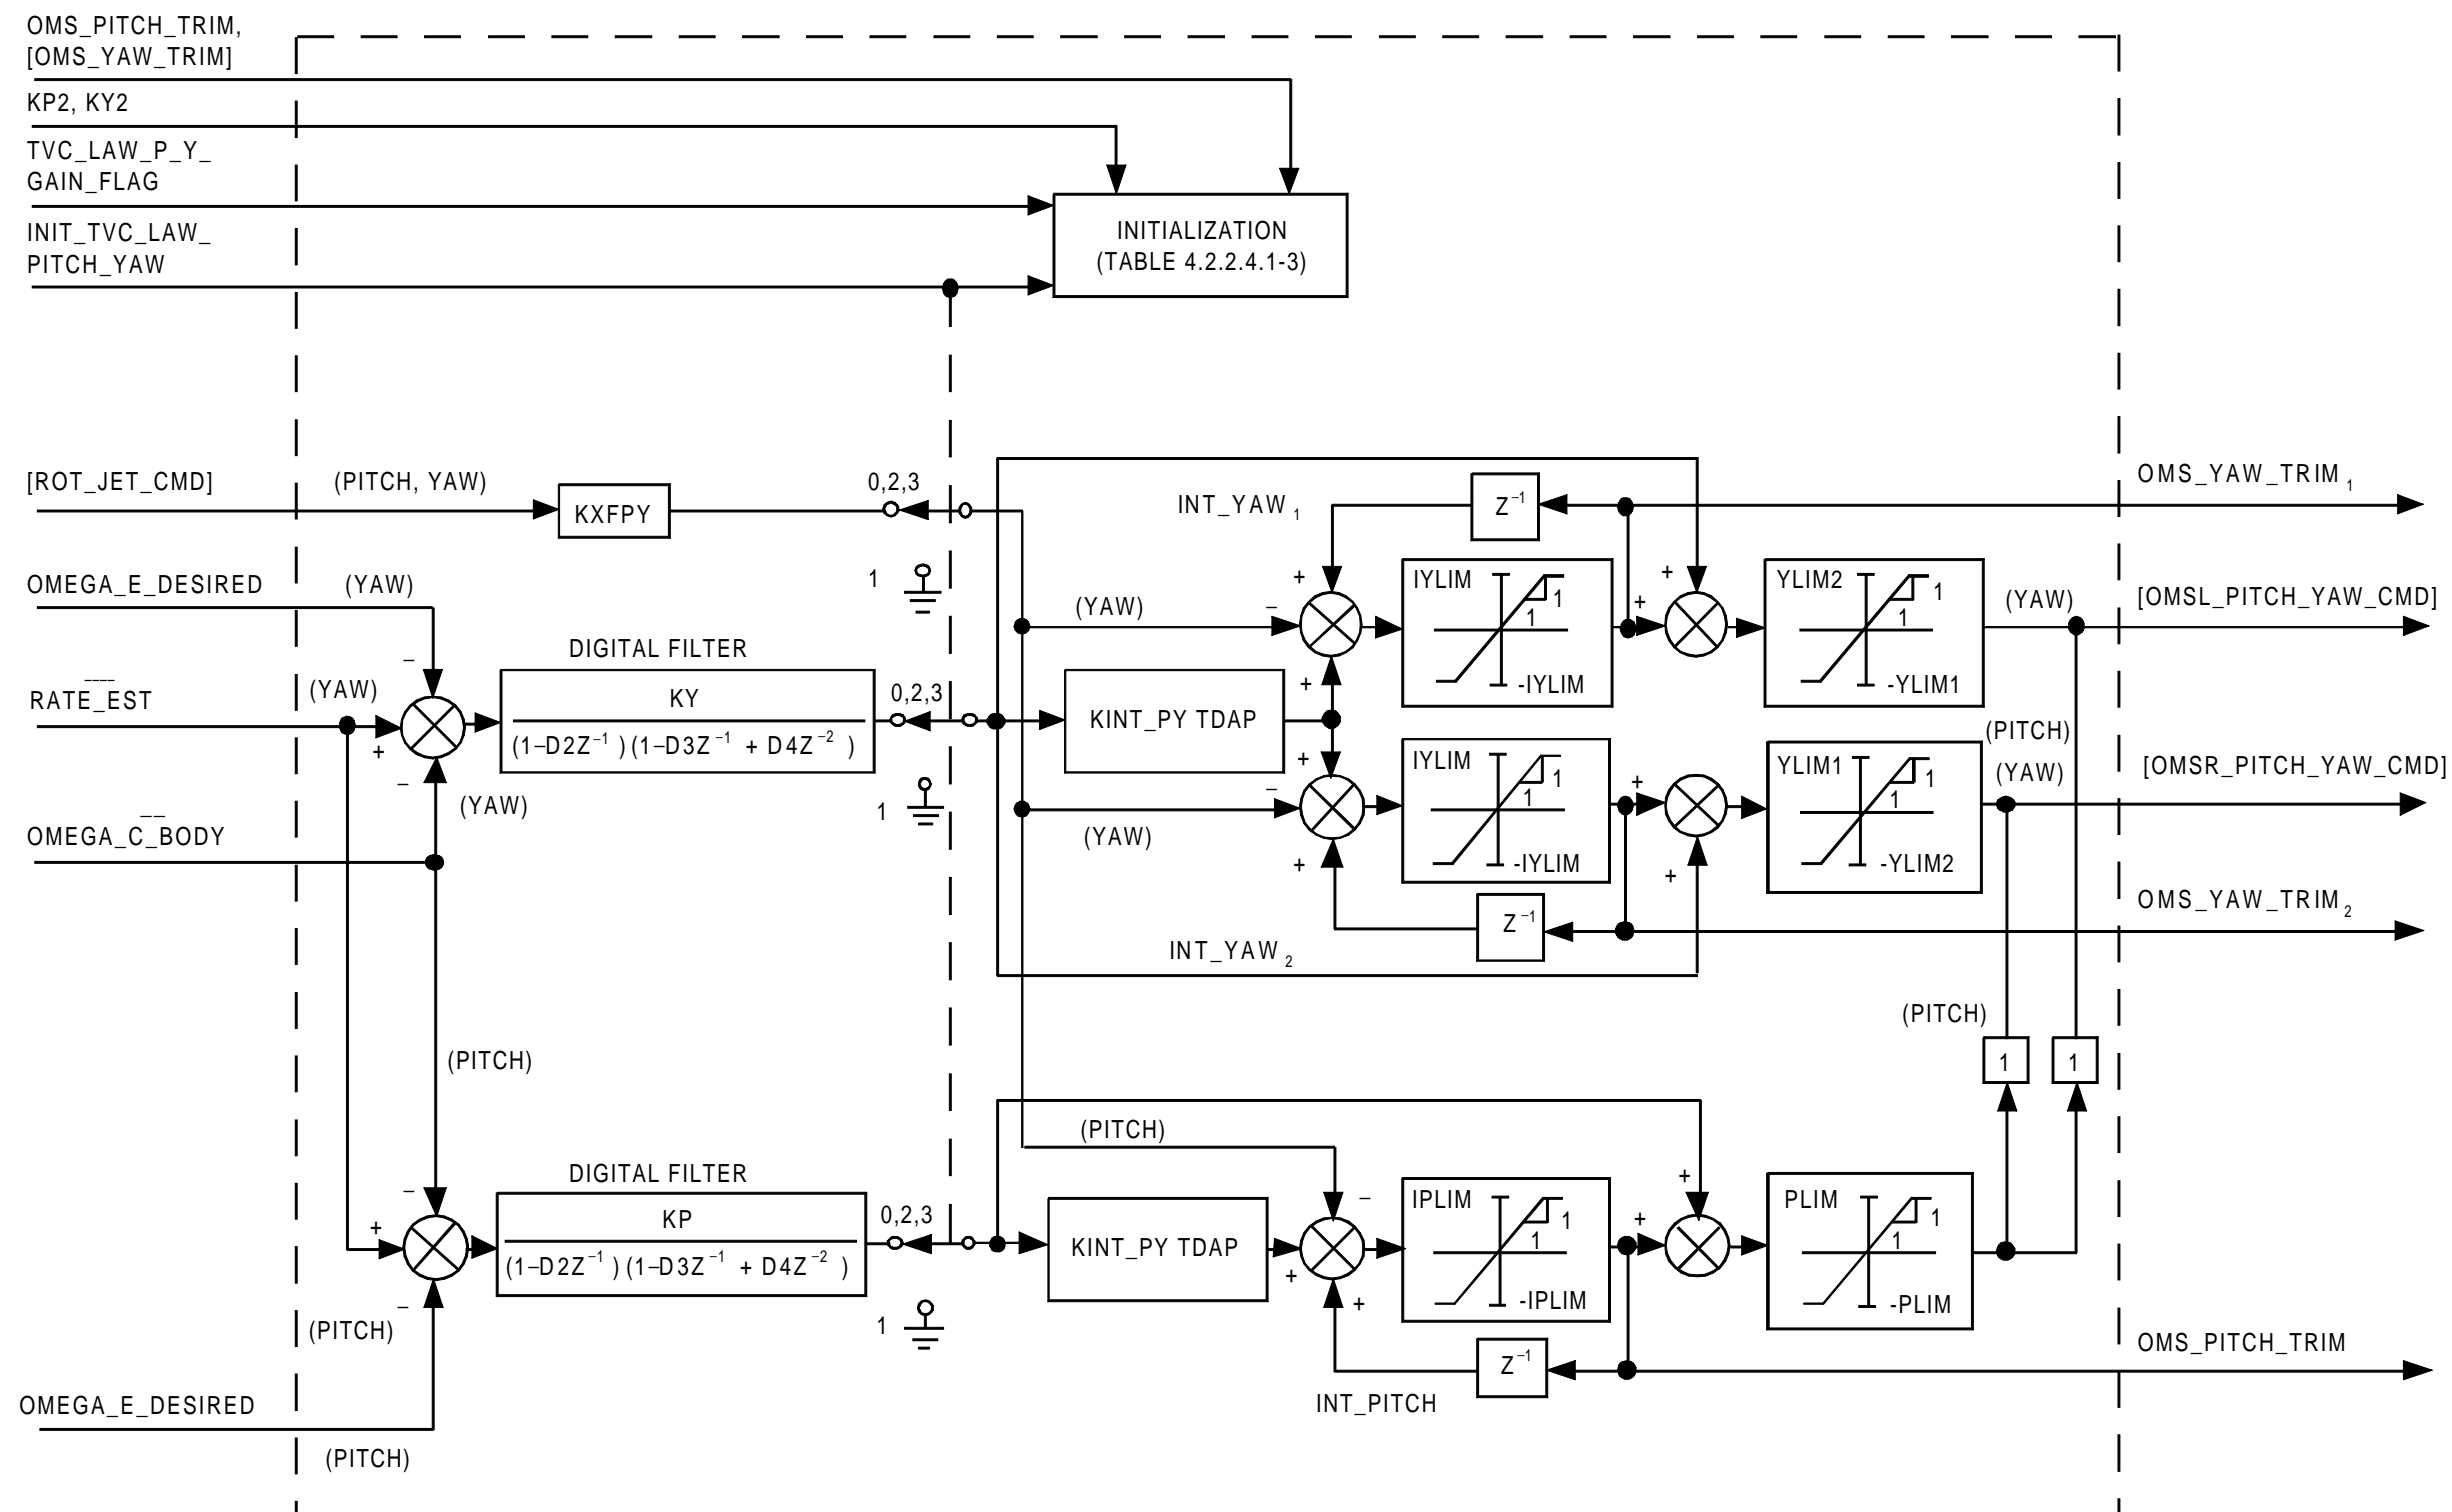 OMS_PITCH_TRIM,
[OMS_YAW_TRIM]
KP2, KY2
TVC_LAW_P_Y_
GAIN_FLAG
INIT_TVC_LAW_
PITCH_YAW
INITIALIZATION
(TABLE 4.2.2.4.1-3)
[ROT_JET_CMD]
(PITCH, YAW)
KXFPY
0,2,3
1
INT_YAW 1
Z–1
OMS_YAW_TRIM 1
OMEGA_E_DESIRED
(YAW)
–
(YAW)
+
–
+
IYLIM
1
1
-IYLIM
+
+
YLIM2
1
1
-YLIM1
(YAW)
[OMSL_PITCH_YAW_CMD]
DIGITAL FILTER
RATE_EST
(YAW)
+
–
KY
(1–D2Z–1 )(1–D3Z–1 + D4Z–2 )
0,2,3
1
KINT_PY TDAP
+
–
+
IYLIM
1
1
-IYLIM
+
+
YLIM1
1
1
-YLIM2
(PITCH)
(YAW)
[OMSR_PITCH_YAW_CMD]
(YAW)
OMEGA_C_BODY
(YAW)
Z–1
INT_YAW 2
OMS_YAW_TRIM 2
(PITCH)
(PITCH)
1
1
(PITCH)
DIGITAL FILTER
–
+
–
KP
(1–D2Z–1 )(1–D3Z–1 + D4Z–2 )
0,2,3
1
KINT_PY TDAP
–
+
+
IPLIM
1
1
-IPLIM
+
+
PLIM
1
1
-PLIM
(PITCH)
Z–1
INT_PITCH
OMS_PITCH_TRIM
OMEGA_E_DESIRED
(PITCH)